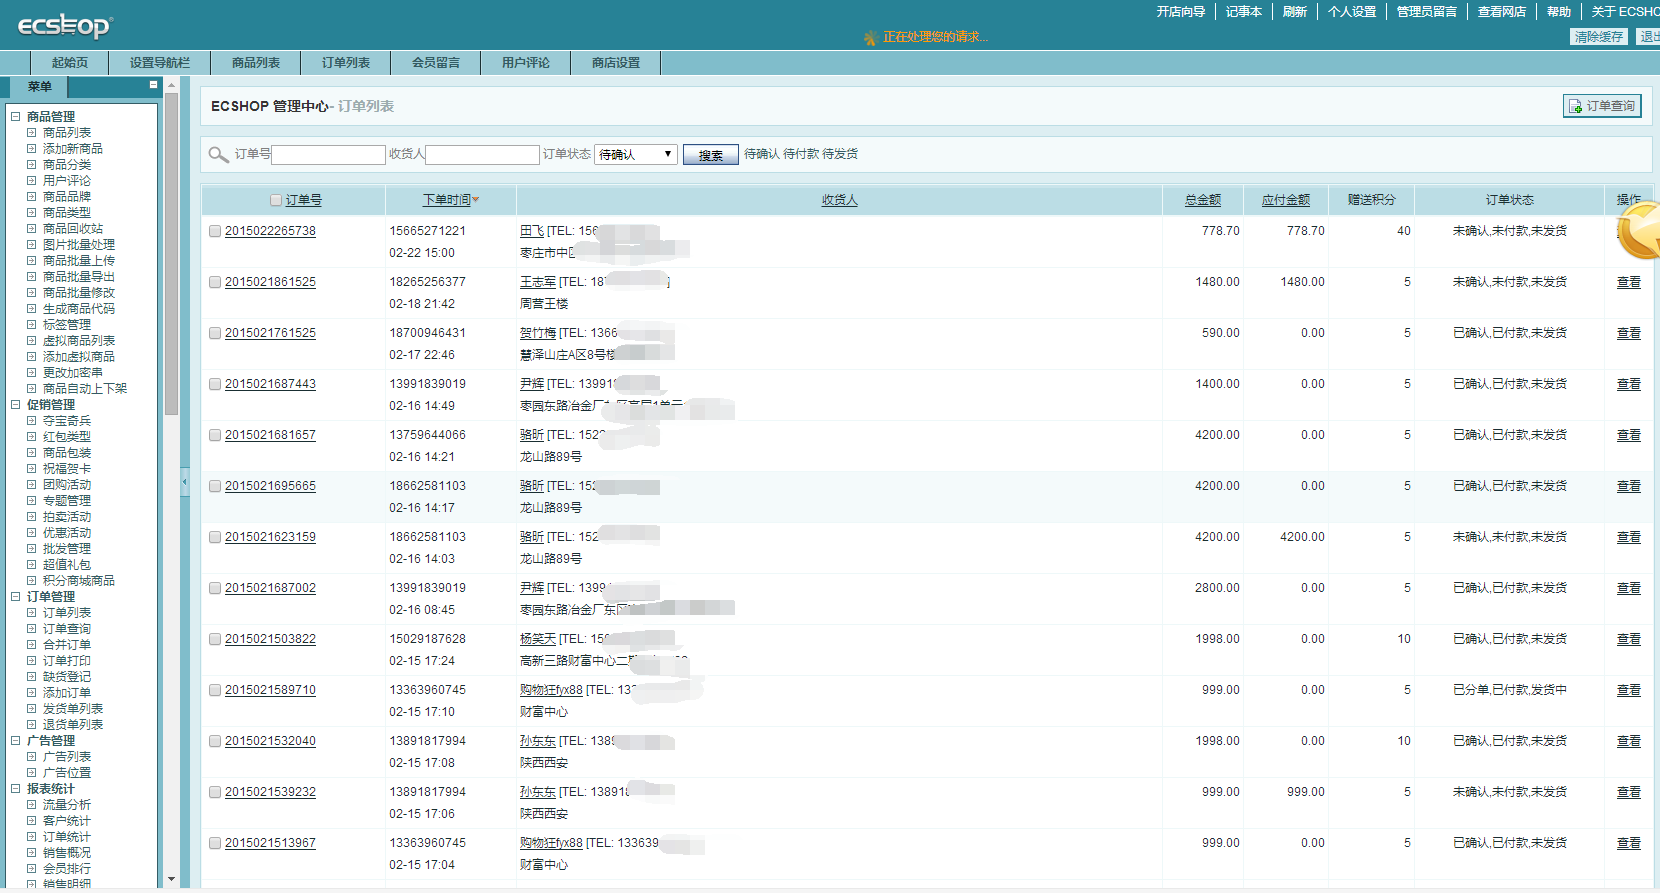 ecshop
开店向导 记事本 刷新 个人设置 管理员留言 查看网店 帮助 关于 ECSHO
正在处理您的请求...
清除缓存 退出
起始页 设置导航栏 商品列表 订单列表 会员留言 用户评论 商店设置
菜单
商品管理
商品列表
添加新商品
商品分类
用户评论
商品品牌
商品类型
商品回收站
图片批量处理
商品批量上传
商品批量导出
商品批量修改
生成商品代码
标签管理
虚拟商品列表
添加虚拟商品
更改加密串
商品自动上下架
促销管理
夺宝奇兵
红包类型
商品包装
祝福贺卡
团购活动
专题管理
拍卖活动
优惠活动
批发管理
超值礼包
积分商城商品
订单管理
订单列表
订单查询
合并订单
订单打印
缺货登记
添加订单
发货单列表
退货单列表
广告管理
广告列表
广告位置
报表统计
流量分析
客户统计
订单统计
销售概况
会员排行
销售明细
ECSHOP 管理中心- 订单列表
订单查询
订单号 收货人 订单状态 待确认 搜索 待确认 待付款 待发货
订单号 下单时间 收货人 总金额 应付金额 赠送积分 订单状态 操作
2015022265738 15665271221 田飞 [TEL: 156 778.70 778.70 40 未确认,未付款,未发货
02-22 15:00 枣庄市中
2015021861525 18265256377 王志军 [TEL: 18 1480.00 1480.00 5 未确认,未付款,未发货 查看
02-18 21:42 周营王楼
2015021761525 18700946431 贺竹梅 [TEL: 1366 590.00 0.00 5 已确认,已付款,未发货 查看
02-17 22:46 慧泽山庄A区8号楼
2015021687443 13991839019 尹辉 [TEL: 13991 1400.00 0.00 5 已确认,已付款,未发货 查看
02-16 14:49 枣园东路冶金厂
2015021681657 13759644066 骆昕 [TEL: 152 4200.00 0.00 5 已确认,已付款,未发货 查看
02-16 14:21 龙山路89号
2015021695665 18662581103 骆昕 [TEL: 152 4200.00 0.00 5 已确认,已付款,未发货 查看
02-16 14:17 龙山路89号
2015021623159 18662581103 骆昕 [TEL: 152 4200.00 4200.00 5 未确认,未付款,未发货 查看
02-16 14:03 龙山路89号
2015021687002 13991839019 尹辉 [TEL: 1399 2800.00 0.00 5 已确认,已付款,未发货 查看
02-16 08:45 枣园东路冶金厂东区
2015021503822 15029187628 杨笑天 [TEL: 150 1998.00 0.00 10 已确认,已付款,未发货 查看
02-15 17:24 高新三路财富中心二
2015021589710 13363960745 购物狂fyx88 [TEL: 133 999.00 0.00 5 已分单,已付款,发货中 查看
02-15 17:10 财富中心
2015021532040 13891817994 孙东东 [TEL: 1389 1998.00 0.00 10 已确认,已付款,未发货 查看
02-15 17:08 陕西西安
2015021539232 13891817994 孙东东 [TEL: 13891 999.00 999.00 5 未确认,未付款,未发货 查看
02-15 17:06 陕西西安
2015021513967 13363960745 购物狂fyx88 [TEL: 133639 999.00 0.00 5 已确认,已付款,未发货 查看
02-15 17:04 财富中心